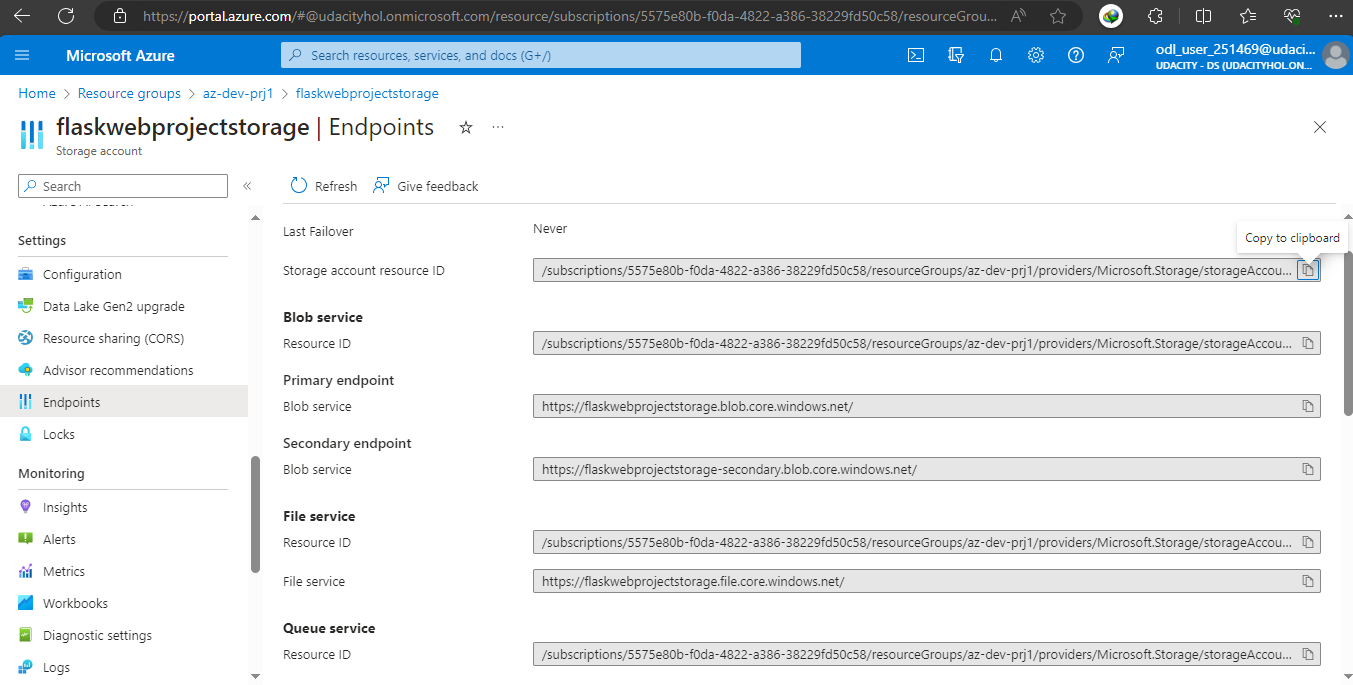 https://portal.azure.com/#@udacityhol.onmicrosoft.com/resource/subscriptions/5575e80b-f0da-4822-a386-38229fd50c58/resourceGrou...
Microsoft Azure
Search resources, services, and docs (G+/)
odl_user_251469@udaci...
UDACITY - DS (UDACITYHOL.ON...
Home > Resource groups > az-dev-prj1 > flaskwebprojectstorage
flaskwebprojectstorage | Endpoints
Storage account
Search
Refresh
Give feedback
Settings
Configuration
Data Lake Gen2 upgrade
Resource sharing (CORS)
Advisor recommendations
Endpoints
Locks
Monitoring
Insights
Alerts
Metrics
Workbooks
Diagnostic settings
Logs
Last Failover Never
Copy to clipboard
Storage account resource ID /subscriptions/5575e80b-f0da-4822-a386-38229fd50c58/resourceGroups/az-dev-prj1/providers/Microsoft.Storage/storageAccou...
Blob service
Resource ID /subscriptions/5575e80b-f0da-4822-a386-38229fd50c58/resourceGroups/az-dev-prj1/providers/Microsoft.Storage/storageAccou...
Primary endpoint
Blob service https://flaskwebprojectstorage.blob.core.windows.net/
Secondary endpoint
Blob service https://flaskwebprojectstorage-secondary.blob.core.windows.net/
File service
Resource ID /subscriptions/5575e80b-f0da-4822-a386-38229fd50c58/resourceGroups/az-dev-prj1/providers/Microsoft.Storage/storageAccou...
File service https://flaskwebprojectstorage.file.core.windows.net/
Queue service
Resource ID /subscriptions/5575e80b-f0da-4822-a386-38229fd50c58/resourceGroups/az-dev-prj1/providers/Microsoft.Storage/storageAccou...